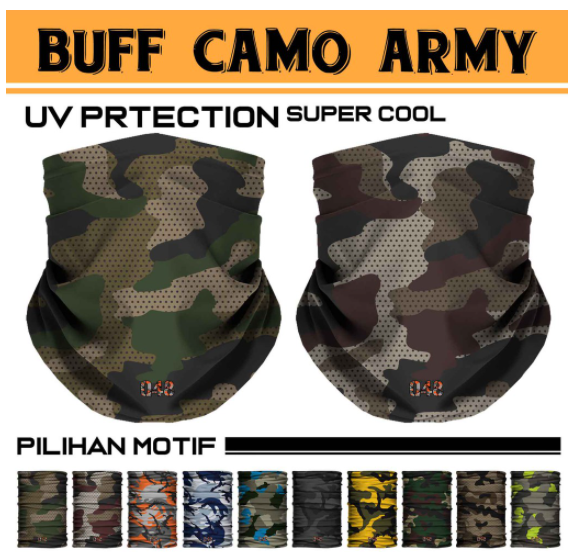 BUFF CAMO ARMY
UV PRTECTION SUPER COOL
042
042
PILIHAN MOTIF